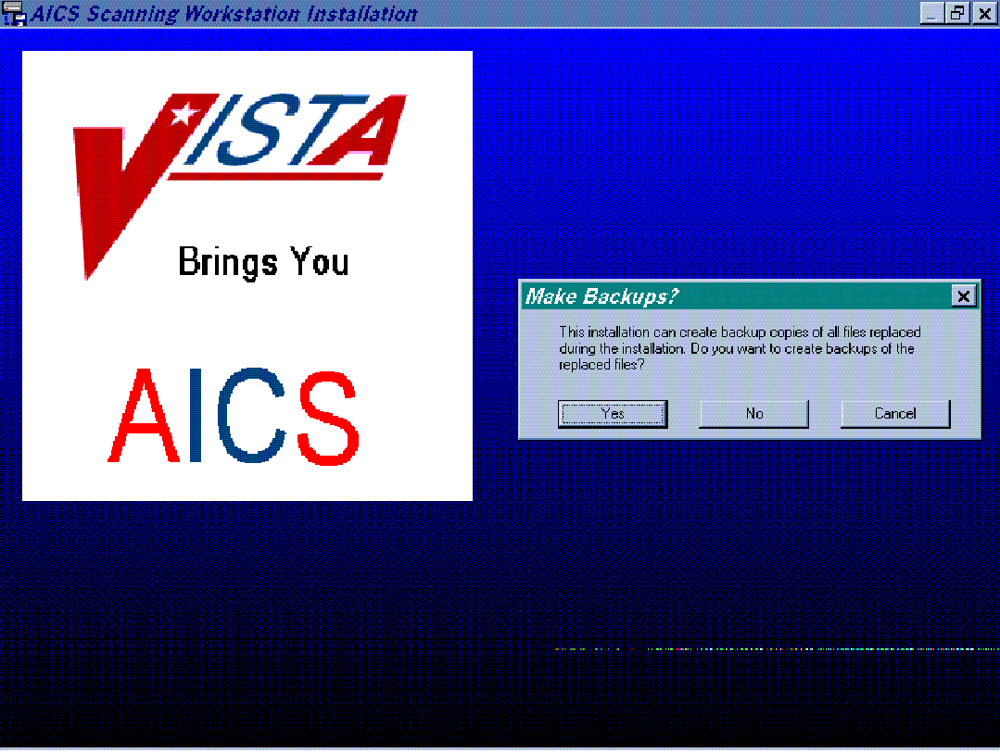 AICS Scanning Workstation Installation
VISTA
Brings You
AICS
Make Backups?
This installation can create backup copies of all files replaced
during the installation. Do you want to create backups of the
replaced files?
Yes
No
Cancel